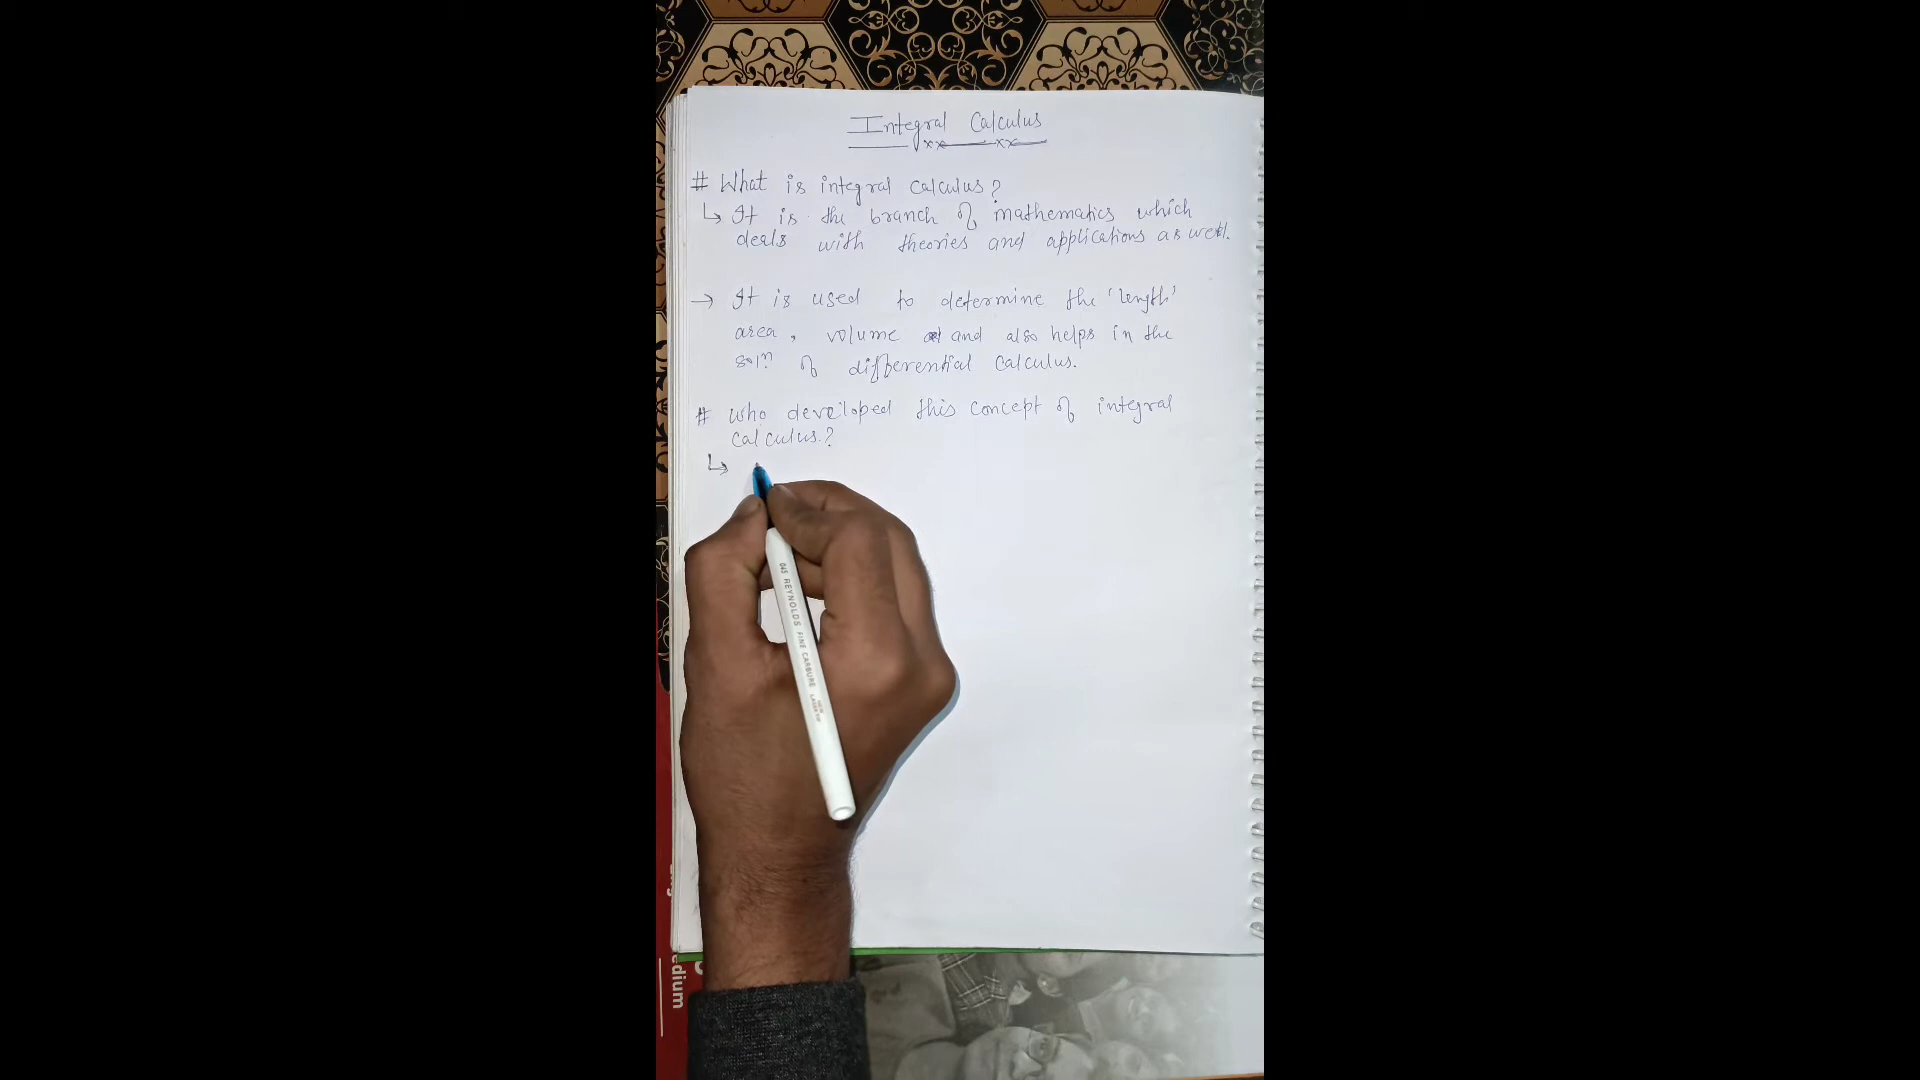 Integral Calculus
# What is integral calculus?
↳ It is the branch of mathematics which
deals with theories and applications as well.
→ It is used to determine the 'length'
area, volume and also helps in the
sol? of differential calculus.
# who developed this concept of integral
calculus.?
↳
045 REYNOLDS FINE CARBURE
edium